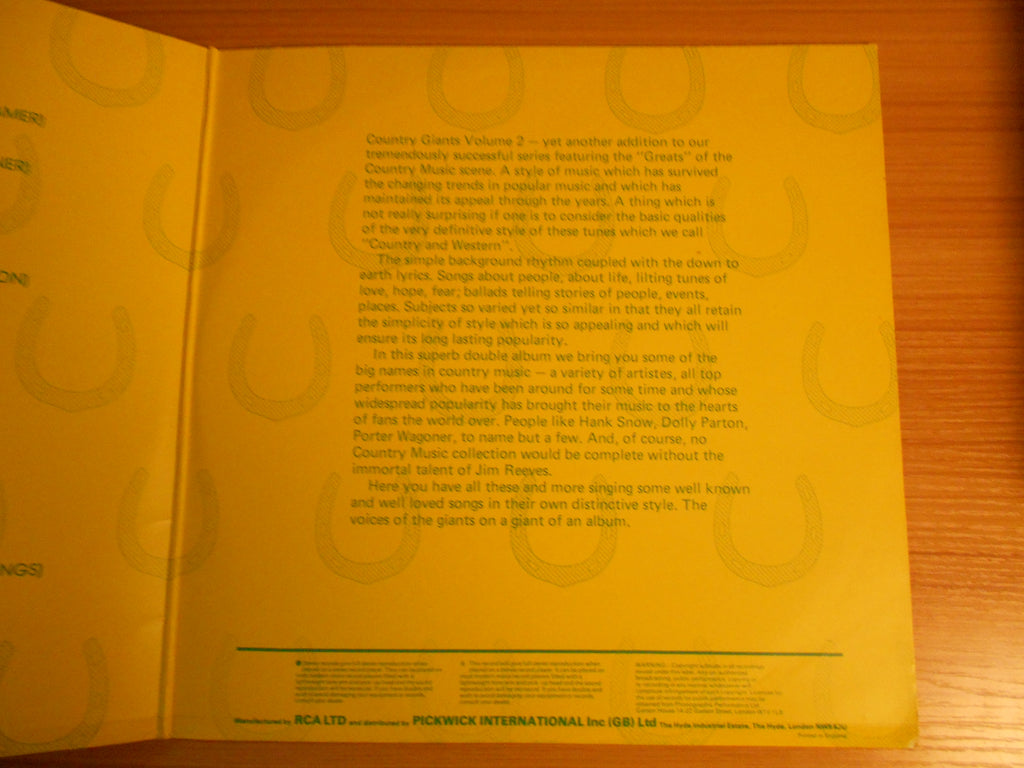 AMER)
NER)
ON)
NGS)
Country Giants Volume 2 — yet another addition to our
tremendously successful series featuring the "Greats" of the
Country Music scene. A style of music which has survived
the changing trends in popular music and which has
maintained its appeal through the years. A thing which is
not really surprising if one is to consider the basic qualities
of the very definitive style of these tunes which we call
"Country and Western".
The simple background rhythm coupled with the down to
earth lyrics. Songs about people, about life, lilting tunes of
love, hope, fear; ballads telling stories of people, events,
places. Subjects so varied yet so similar in that they all retain
the simplicity of style which is so appealing and which will
ensure its long lasting popularity.
In this superb double album we bring you some of the
big names in country music — a variety of artistes, all top
performers who have been around for some time and whose
widespread popularity has brought their music to the hearts
of fans the world over. People like Hank Snow, Dolly Parton,
Porter Wagoner, to name but a few. And, of course, no
Country Music collection would be complete without the
immortal talent of Jim Reeves.
Here you have all these and more singing some well known
and well loved songs in their own distinctive style. The
voices of the giants on a giant of an album.
Manufactured by RCA LTD and distributed by PICKWICK INTERNATIONAL Inc (GB) Ltd The Hyde Industrial Estate, The Hyde, London NW9 6JU
Printed in England